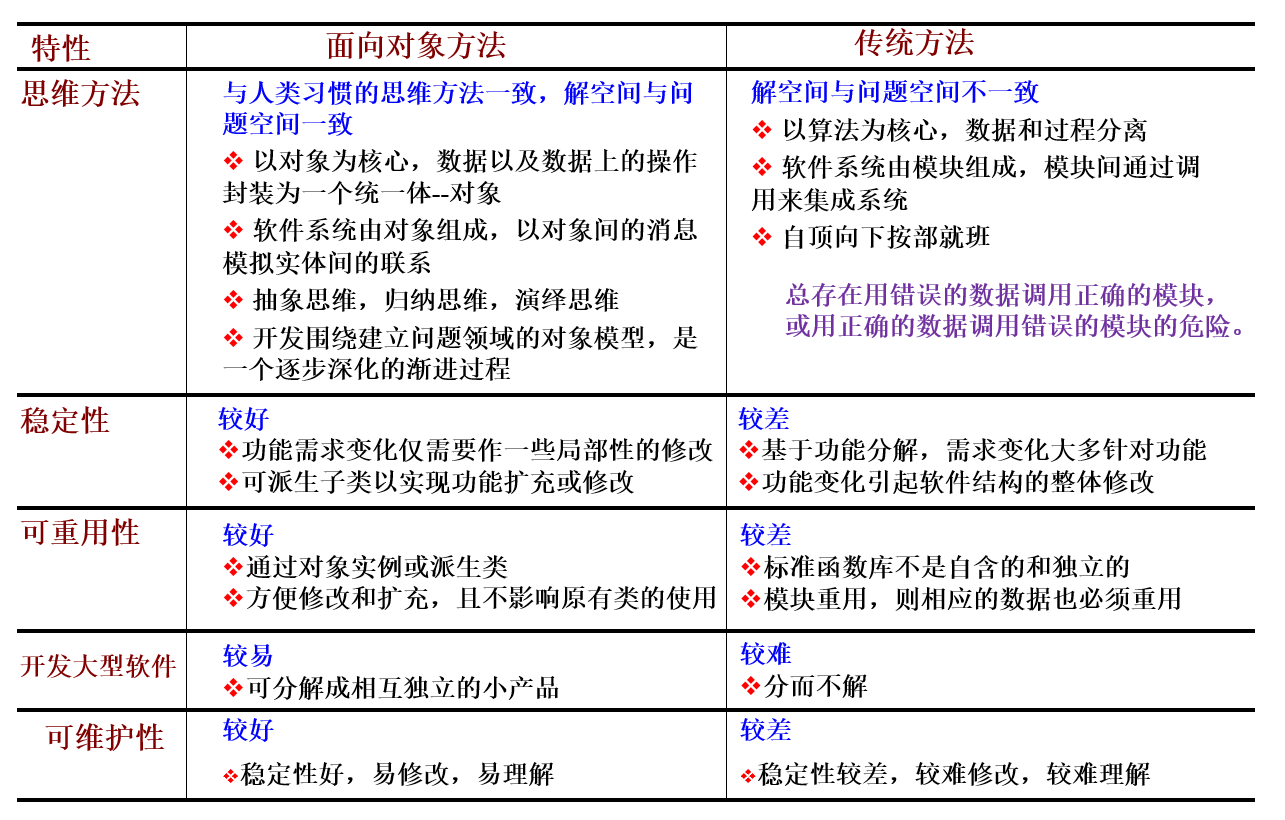 特性
面向对象方法
传统方法
思维方法
与人类习惯的思维方法一致，解空间与问
题空间一致
❖ 以对象为核心，数据以及数据上的操作
封装为一个统一体--对象
❖ 软件系统由对象组成，以对象间的消息
模拟实体间的联系
❖ 抽象思维，归纳思维，演绎思维
❖ 开发围绕建立问题领域的对象模型，是
一个逐步深化的渐进过程
解空间与问题空间不一致
❖ 以算法为核心，数据和过程分离
❖ 软件系统由模块组成，模块间通过调
用来集成系统
❖ 自顶向下按部就班
总存在用错误的数据调用正确的模块，
或用正确的数据调用错误的模块的危险。
稳定性
较好
❖功能需求变化仅需要作一些局部性的修改
❖可派生子类以实现功能扩充或修改
较差
❖基于功能分解，需求变化大多针对功能
❖功能变化引起软件结构的整体修改
可重用性
较好
❖通过对象实例或派生类
❖方便修改和扩充，且不影响原有类的使用
较差
❖标准函数库不是自含的和独立的
❖模块重用，则相应的数据也必须重用
开发大型软件
较易
❖可分解成相互独立的小产品
较难
❖分而不解
可维护性
较好
❖稳定性好，易修改，易理解
较差
❖稳定性较差，较难修改，较难理解